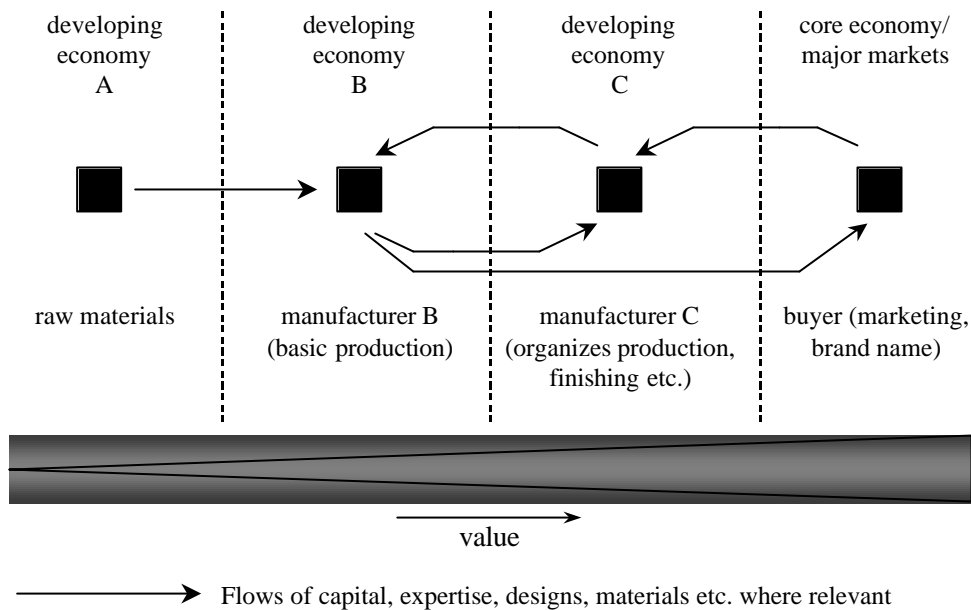 developing
economy
A
developing
economy
B
developing
economy
C
core economy/
major markets
raw materials
manufacturer B
(basic production)
manufacturer C
(organizes production,
finishing etc.)
buyer (marketing,
brand name)
value
Flows of capital, expertise, designs, materials etc. where relevant